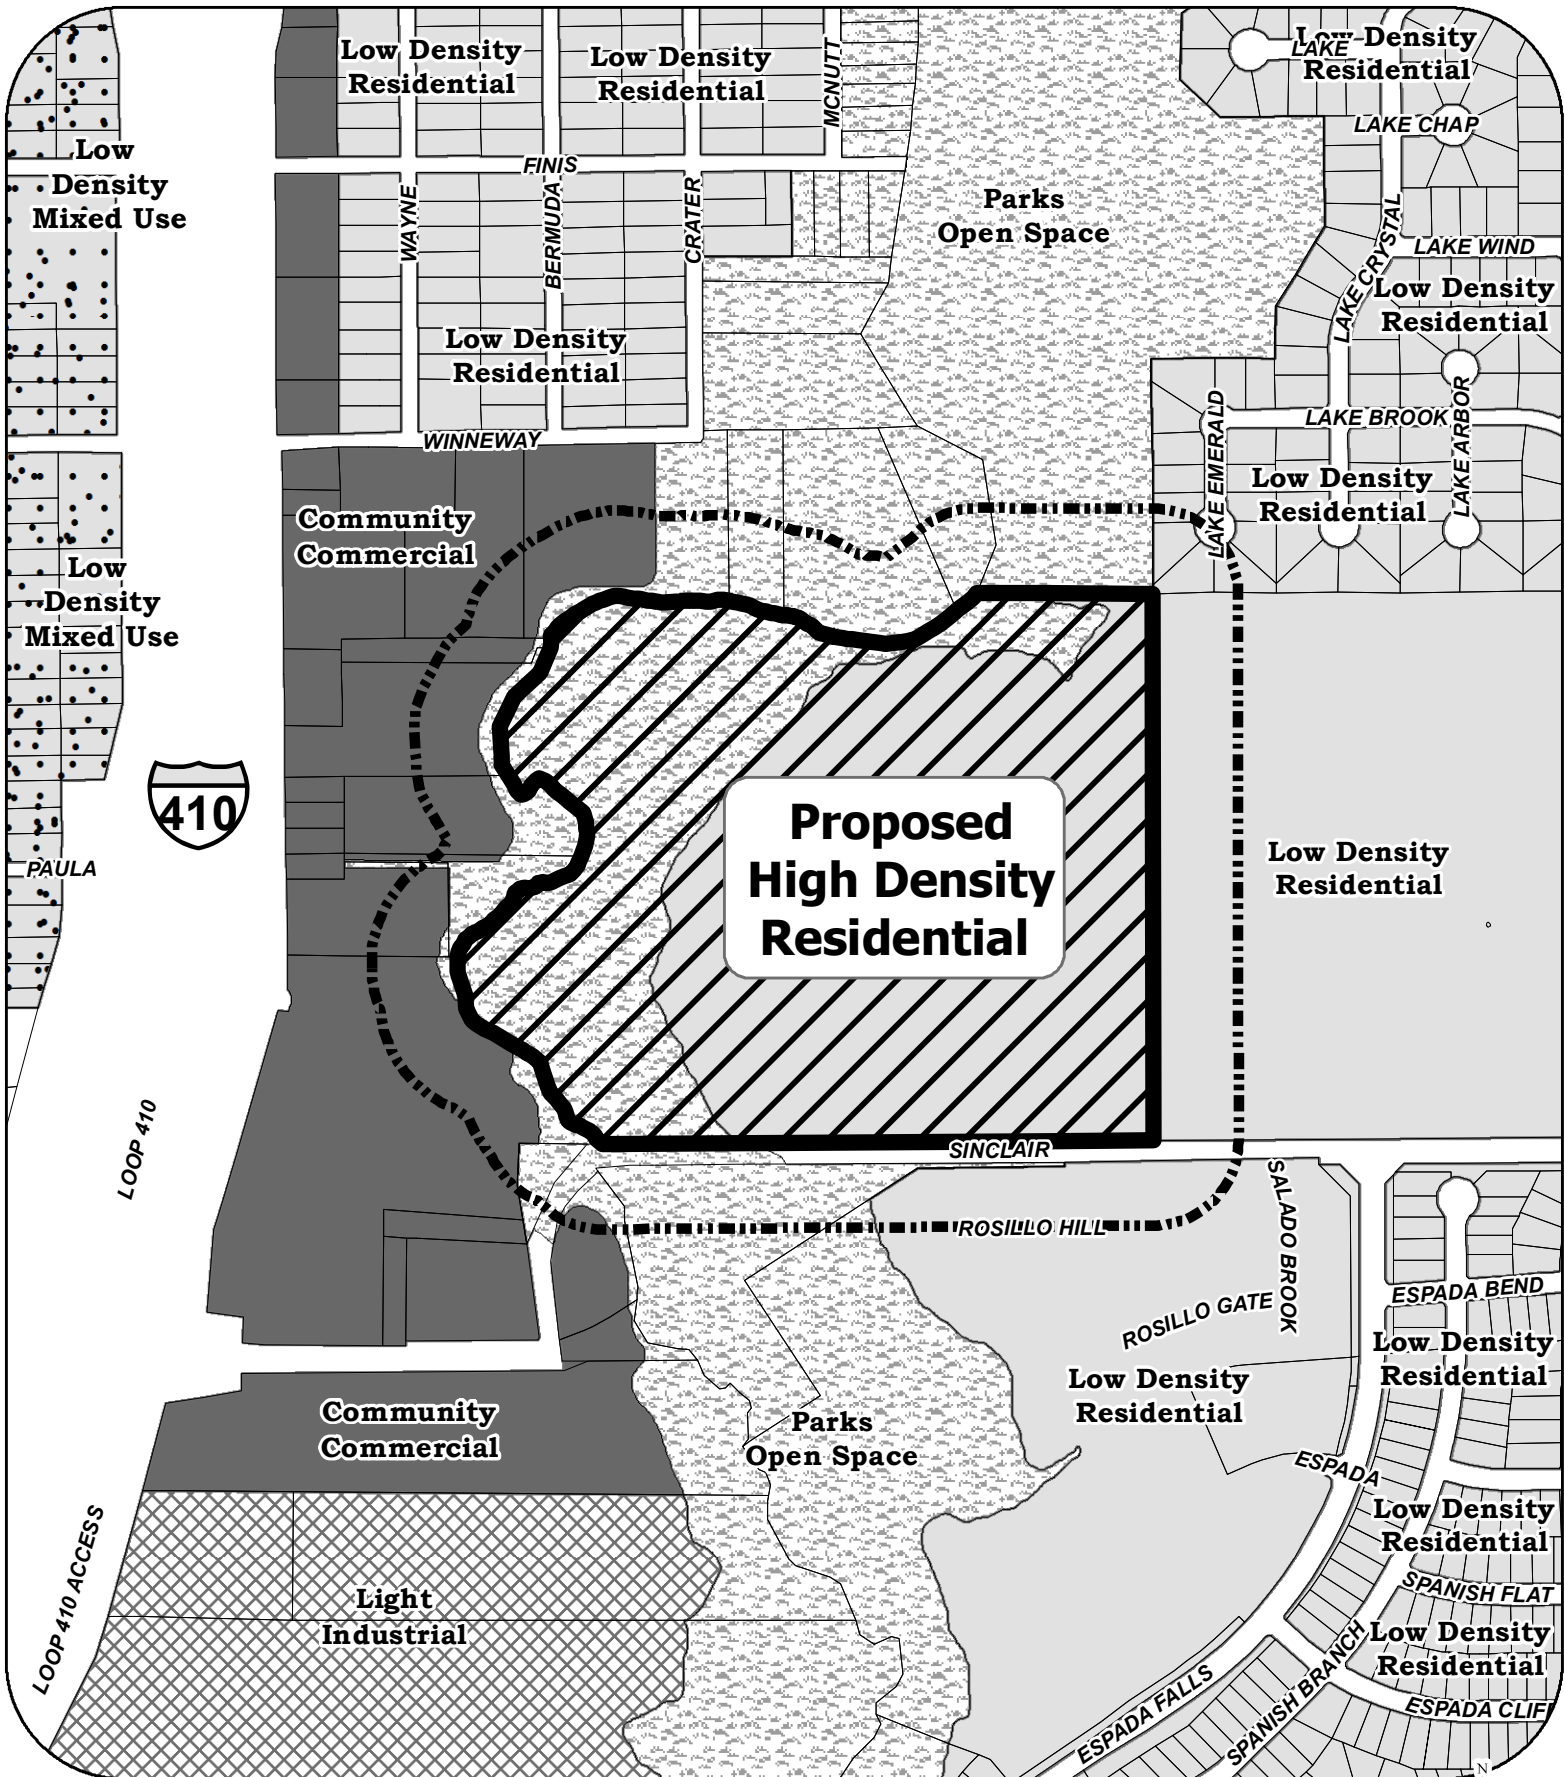 Low Density
Residential
Low Density
Residential
MCNUTT
Low Density
Residential
LAKE
LAKE CHAP
Low
Density
Mixed Use
FINIS
WAYNE
BERMUDA
CRATER
Parks
Open Space
LAKE CRYSTAL
LAKE WIND
Low Density
Residential
Low Density
Residential
LAKE EMERALD
LAKE BROOK
LAKE ARBOR
WINNEWAY
Low Density
Residential
Community
Commercial
Low
Density
Mixed Use
410
PAULA
Proposed
High Density
Residential
Low Density
Residential
LOOP 410
SINCLAIR
ROSILLO HILL
SALADO BROOK
ESPADA BEND
ROSILLO GATE
Low Density
Residential
Low Density
Residential
Community
Commercial
Parks
Open Space
ESPADA
LOOP 410 ACCESS
Low Density
Residential
SPANISH FLAT
Light
Industrial
Low Density
Residential
ESPADA FALLS
SPANISH BRANCH
ESPADA CLIF
N